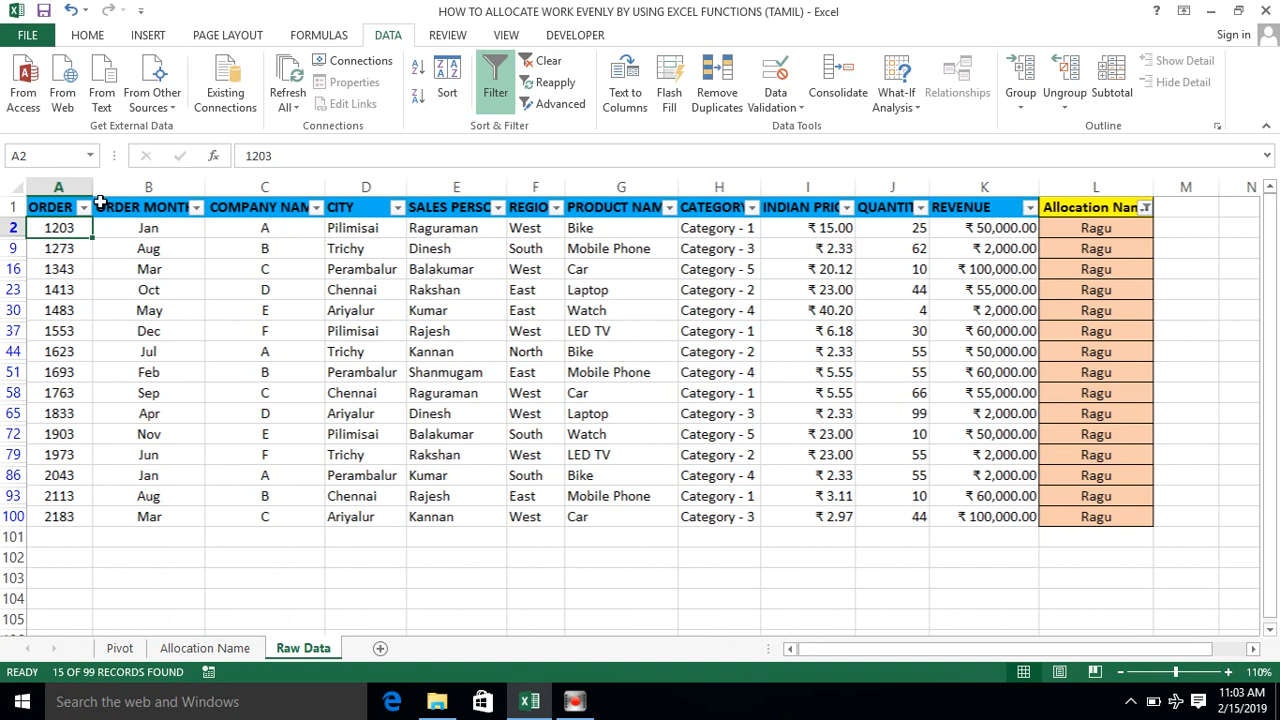 HOW TO ALLOCATE WORK EVENLY BY USING EXCEL FUNCTIONS (TAMIL) - Excel
FILE HOME INSERT PAGE LAYOUT FORMULAS DATA REVIEW VIEW DEVELOPER Sign in
From Access
From Web
From Text
From Other Sources
Get External Data
Existing Connections
Refresh All
Connections
Properties
Edit Links
Connections
Sort
Filter
Clear
Reapply
Advanced
Sort & Filter
Text to Columns
Flash Fill
Remove Duplicates
Data Validation
Consolidate
What-If Analysis
Relationships
Data Tools
Group
Ungroup
Subtotal
Show Detail
Hide Detail
Outline
A2 fx 1203
A B C D E F G H I J K L M N
1 ORDER ORDER MONTH COMPANY NAM CITY SALES PERSO REGIO PRODUCT NAM CATEGORY INDIAN PRIC QUANTIT REVENUE Allocation Nam
2 1203 Jan A Pilimisai Raguraman West Bike Category - 1 ₹ 15.00 25 ₹ 50,000.00 Ragu
9 1273 Aug B Trichy Dinesh South Mobile Phone Category - 3 ₹ 2.33 62 ₹ 2,000.00 Ragu
16 1343 Mar C Perambalur Balakumar West Car Category - 5 ₹ 20.12 10 ₹ 100,000.00 Ragu
23 1413 Oct D Chennai Rakshan East Laptop Category - 2 ₹ 23.00 44 ₹ 55,000.00 Ragu
30 1483 May E Ariyalur Kumar East Watch Category - 4 ₹ 40.20 4 ₹ 2,000.00 Ragu
37 1553 Dec F Pilimisai Rajesh West LED TV Category - 1 ₹ 6.18 30 ₹ 60,000.00 Ragu
44 1623 Jul A Trichy Kannan North Bike Category - 2 ₹ 2.33 55 ₹ 50,000.00 Ragu
51 1693 Feb B Perambalur Shanmugam East Mobile Phone Category - 4 ₹ 5.55 55 ₹ 60,000.00 Ragu
58 1763 Sep C Chennai Raguraman West Car Category - 1 ₹ 5.55 66 ₹ 55,000.00 Ragu
65 1833 Apr D Ariyalur Dinesh West Laptop Category - 3 ₹ 2.33 99 ₹ 2,000.00 Ragu
72 1903 Nov E Pilimisai Balakumar South Watch Category - 5 ₹ 23.00 10 ₹ 50,000.00 Ragu
79 1973 Jun F Trichy Rakshan West LED TV Category - 2 ₹ 23.00 55 ₹ 2,000.00 Ragu
86 2043 Jan A Perambalur Kumar South Bike Category - 4 ₹ 2.33 55 ₹ 2,000.00 Ragu
93 2113 Aug B Chennai Rajesh East Mobile Phone Category - 1 ₹ 3.11 10 ₹ 60,000.00 Ragu
100 2183 Mar C Ariyalur Kannan West Car Category - 3 ₹ 2.97 44 ₹ 100,000.00 Ragu
101
102
103
104
105
Pivot Allocation Name Raw Data
READY 15 OF 99 RECORDS FOUND 110%
Search the web and Windows
11:03 AM
2/15/2019